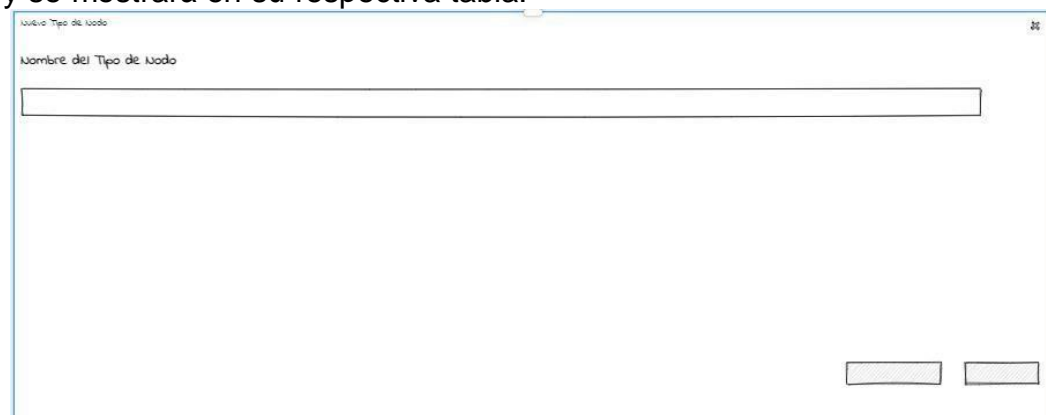 y se mostrará en su respectiva tabla.
Nuevo Tipo de Nodo
Nombre del Tipo de Nodo